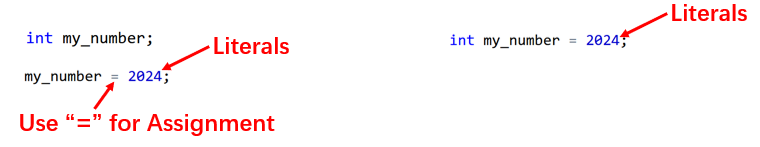 int my_number;
Literals
my_number = 2024;
Use “=” for Assignment
Literals
int my_number = 2024;